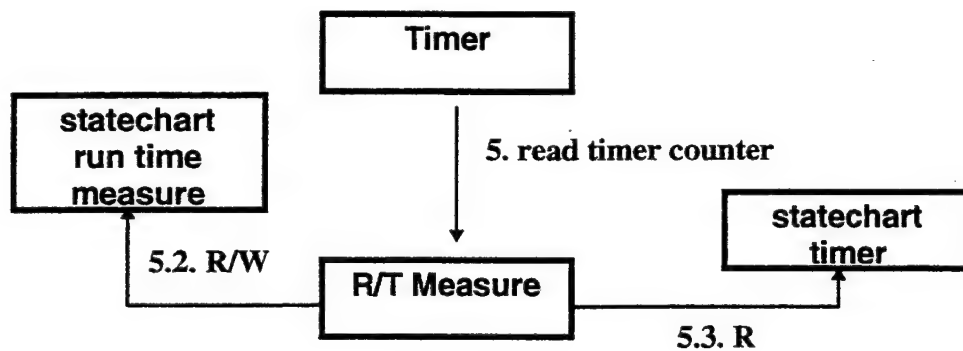 Timer
statechart
run time
measure
5. read timer counter
statechart
timer
5.2. R/W
R/T Measure
5.3. R